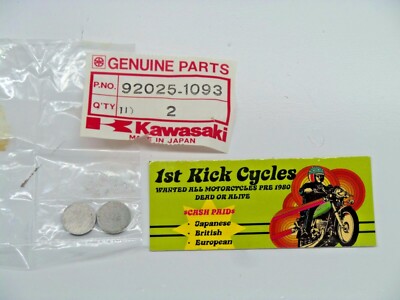 GENUINE PARTS
P.NO. 92025-1093
Q'TY 2
Kawasaki
MADE IN JAPAN
1st Kick Cycles
WANTED ALL MOTORCYCLES PRE 1980
DEAD OR ALIVE
CASH PAID
· Japanese
· British
· European